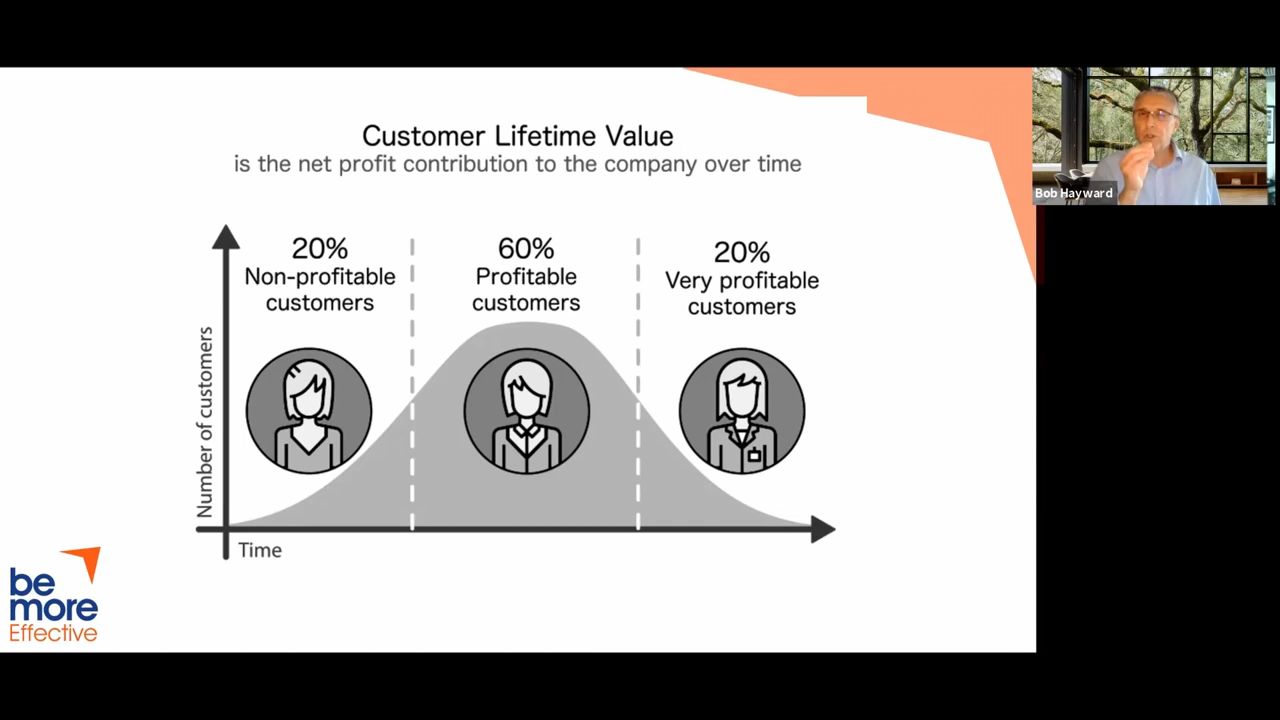 Customer Lifetime Value
is the net profit contribution to the company over time
20%
Non-profitable
customers
60%
Profitable
customers
20%
Very profitable
customers
Number of customers
Time
be
more
Effective
Bob Hayward